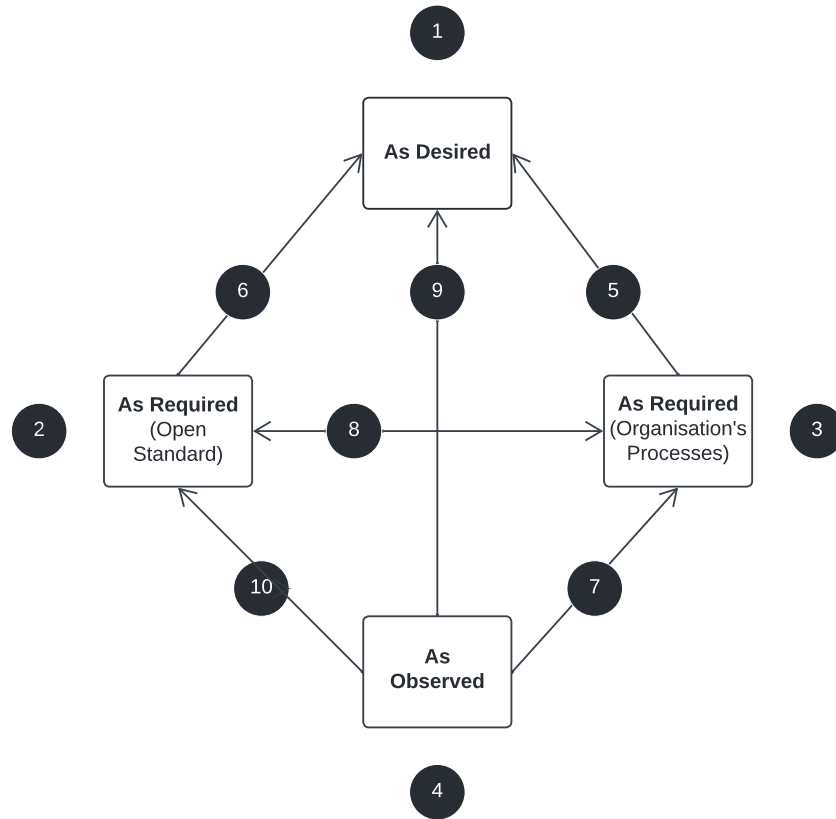 1
As Desired
6
9
5
As Required
(Open
Standard)
As Required
(Organisation's
Processes)
2
8
3
10
7
As
Observed
4